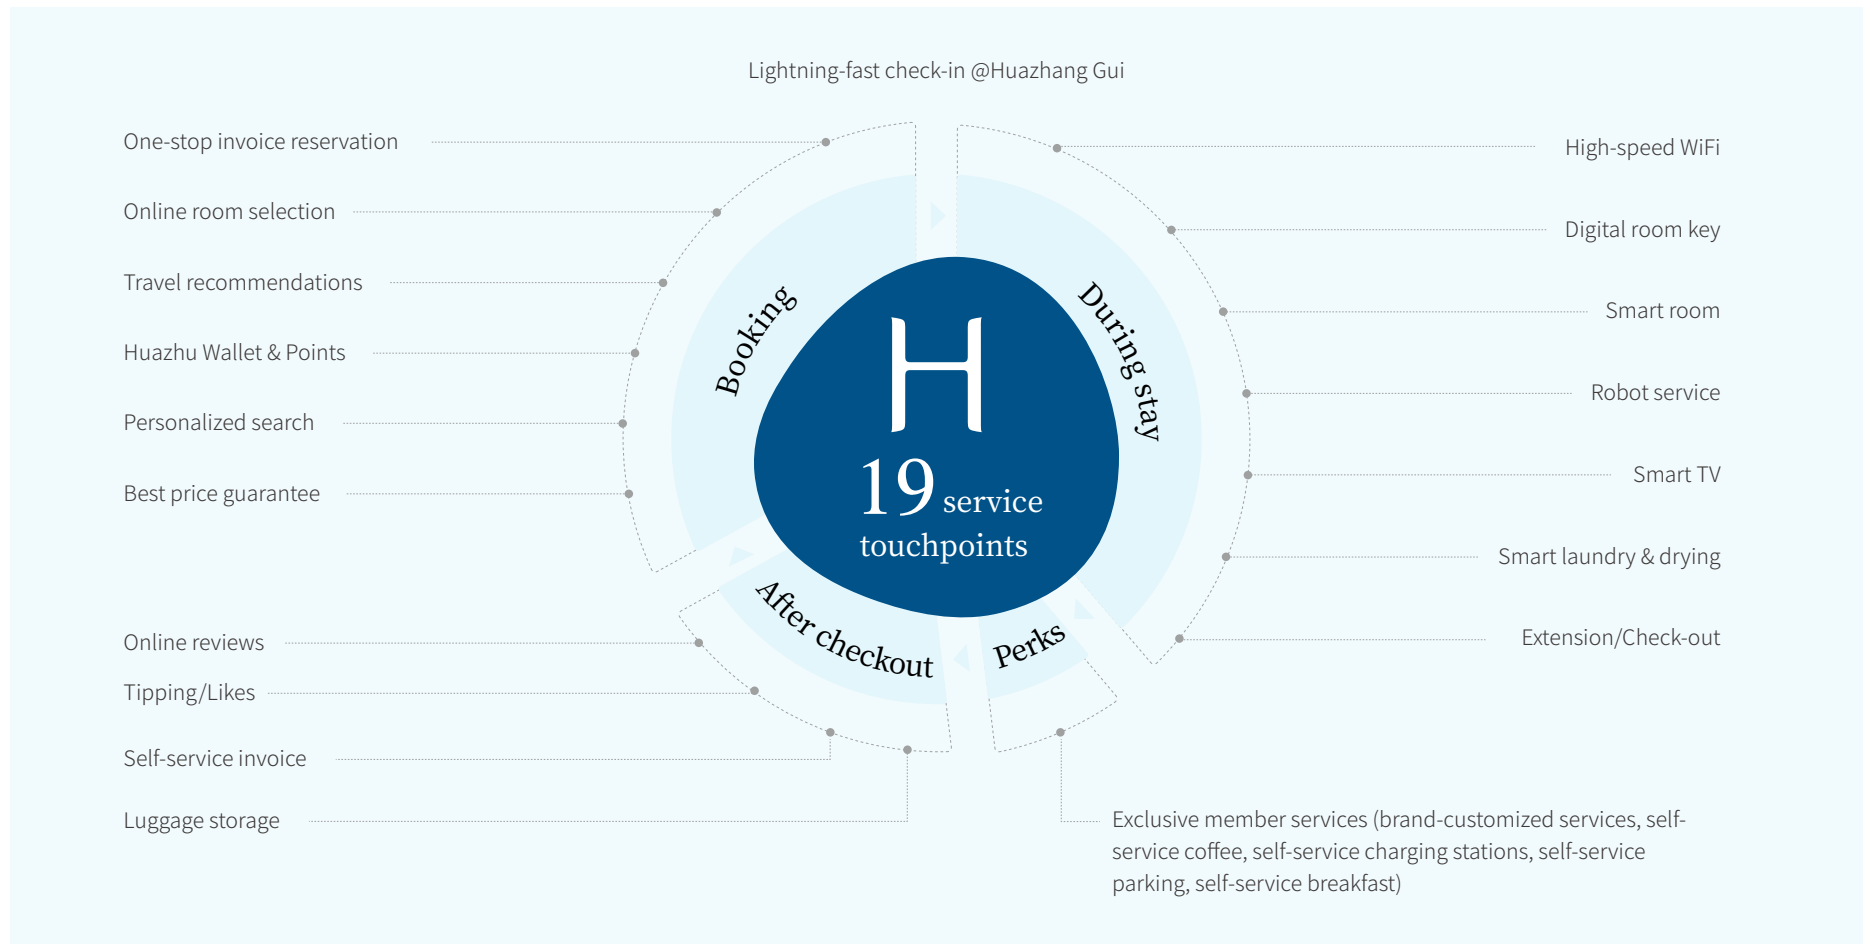 Lightning-fast check-in @Huazhang Gui
One-stop invoice reservation
Online room selection
Travel recommendations
Huazhu Wallet & Points
Personalized search
Best price guarantee
Booking
During stay
High-speed WiFi
Digital room key
Smart room
Robot service
Smart TV
Smart laundry & drying
Extension/Check-out
H
19 service
touchpoints
After checkout
Perks
Online reviews
Tipping/Likes
Self-service invoice
Luggage storage
Exclusive member services (brand-customized services, self-
service coffee, self-service charging stations, self-service
parking, self-service breakfast)